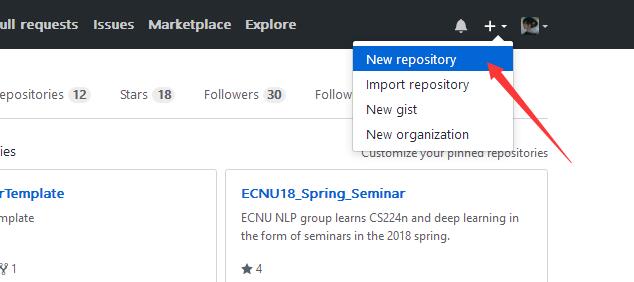 ull requests Issues Marketplace Explore
New repository
Import repository
New gist
New organization
epositories 12 Stars 18 Followers 30 Follow
Customize your pinned repositories
ies
rTemplate
mplate
1
ECNU18_Spring_Seminar
ECNU NLP group learns CS224n and deep learning in
the form of seminars in the 2018 spring.
4